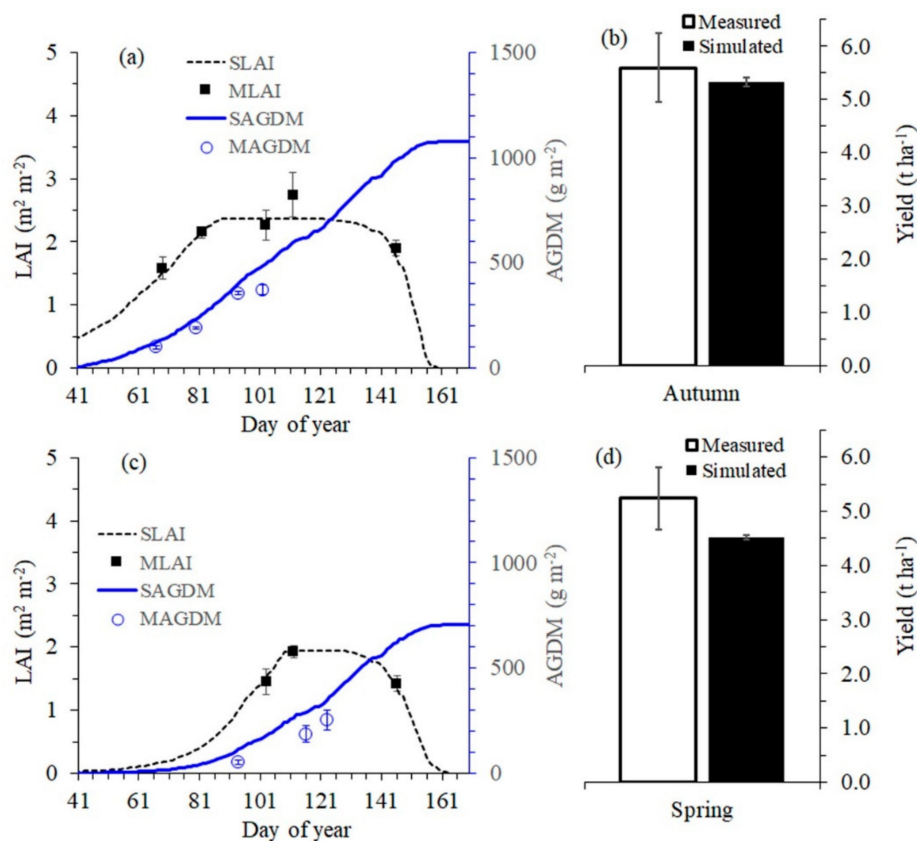 (a)
SLAI
MLAI
SAGDM
MAGDM
5
4
3
2
1
0
LAI (m² m⁻²)
1500
1000
500
0
AGDM (g m⁻²)
41 61 81 101 121 141 161
Day of year
(b)
Measured
Simulated
6.0
5.0
4.0
3.0
2.0
1.0
0.0
Yield (t ha⁻¹)
Autumn
(c)
SLAI
MLAI
SAGDM
MAGDM
5
4
3
2
1
0
LAI (m² m⁻²)
1500
1000
500
0
AGDM (g m⁻²)
41 61 81 101 121 141 161
Day of year
(d)
Measured
Simulated
6.0
5.0
4.0
3.0
2.0
1.0
0.0
Yield (t ha⁻¹)
Spring